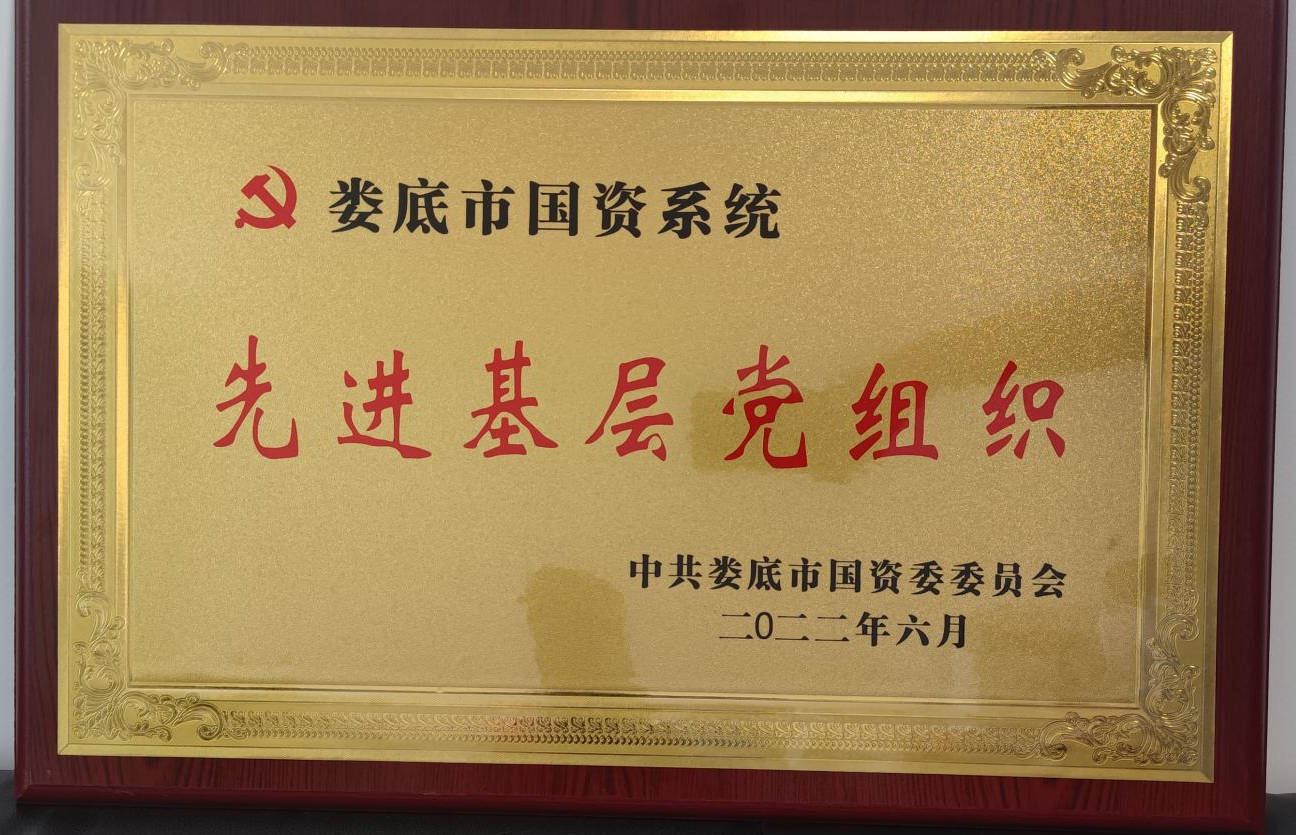 娄底市国资系统
先进基层党组织
中共娄底市国资委委员会
二0二二年六月